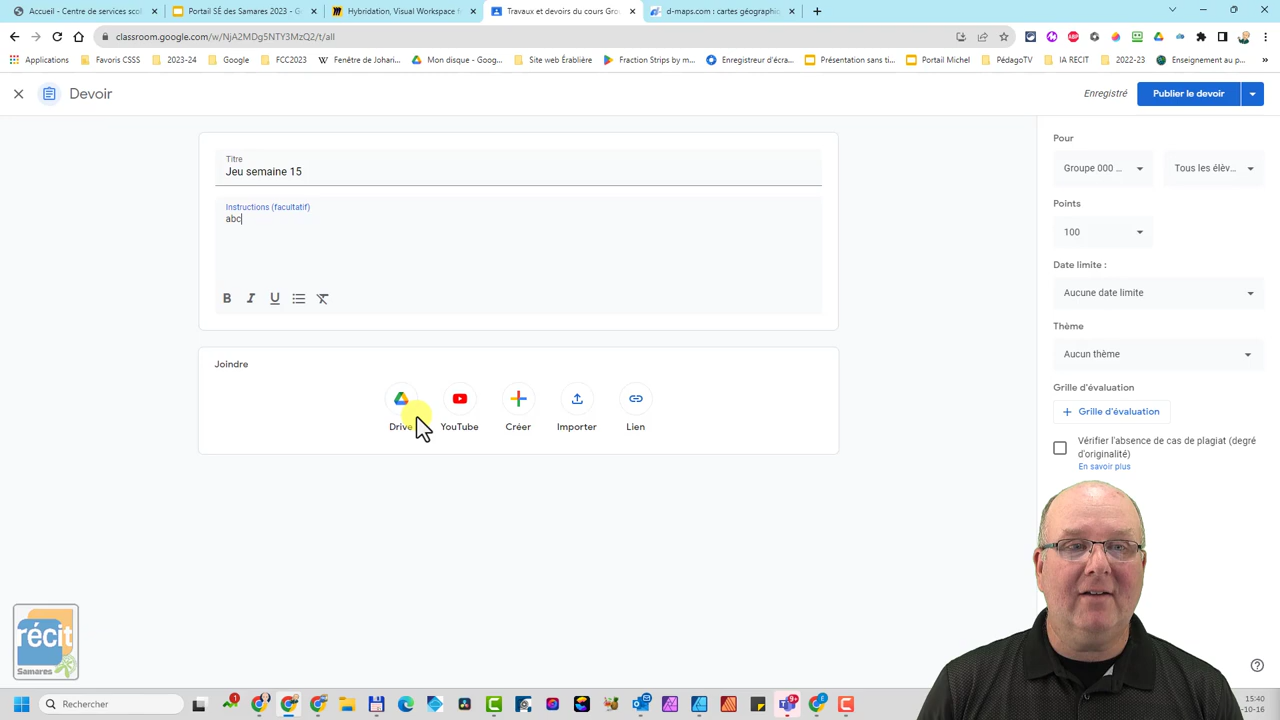 Accueil - Centre de services scol
Portail SÉ des Samares 2023 - G
Hybridation, Visual Workspace f
Travaux et devoirs du cours Gro
d-maps.com : cartes géographiq
classroom.google.com/w/NjA2MDg5NTY3MzQ2/t/all
Applications
Favoris CSSS
2023-24
Google
FCC2023
Fenêtre de Johari...
Mon disque - Goog...
Site web Érablière
Fraction Strips by m...
Enregistreur d'écra...
Présentation sans ti...
Portail Michel
PédagoTV
IA RECIT
2022-23
Enseignement au p...
Devoir
Enregistré
Publier le devoir
Titre
Jeu semaine 15
Instructions (facultatif)
abc
Joindre
Drive
YouTube
Créer
Importer
Lien
Pour
Groupe 000 ...
Tous les élèv...
Points
100
Date limite :
Aucune date limite
Thème
Aucun thème
Grille d'évaluation
+ Grille d'évaluation
Vérifier l'absence de cas de plagiat (degré
d'originalité)
En savoir plus
récit
Samares
Rechercher
15:40
-10-16